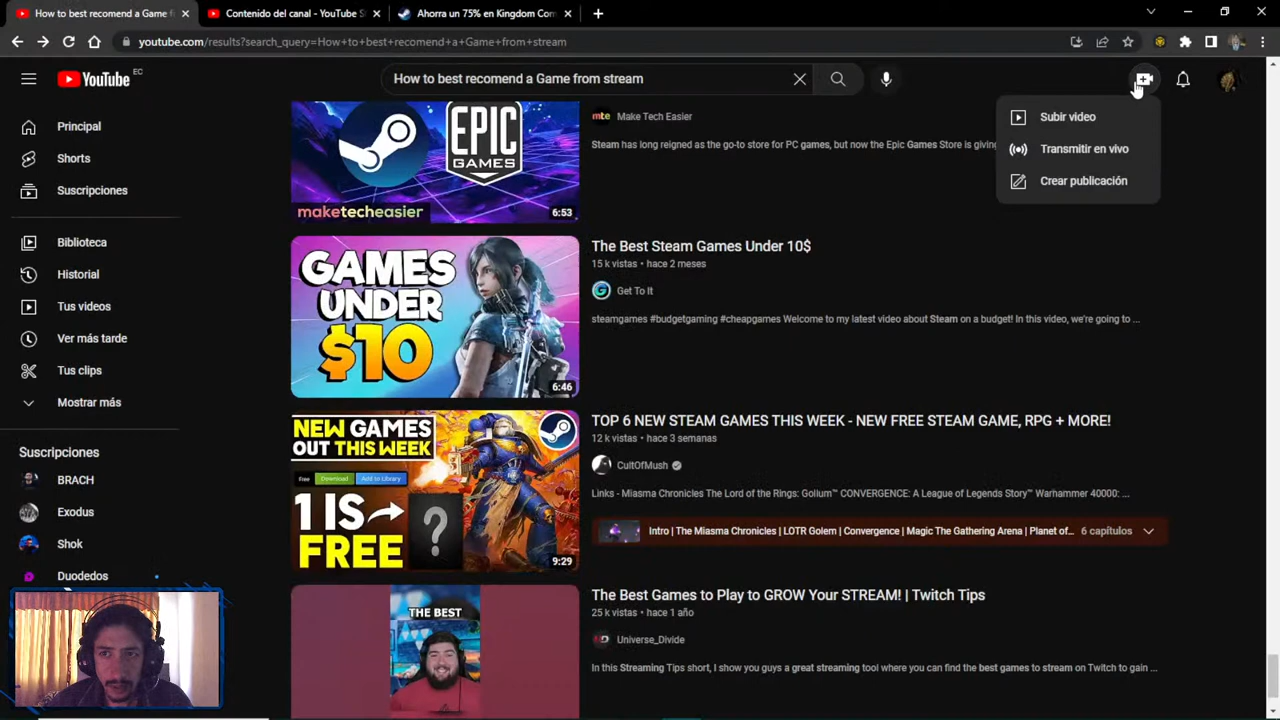 How to best recomend a Game f
Contenido del canal - YouTube S
Ahorra un 75% en Kingdom Com
youtube.com/results?search_query=How+to+best+recomend+a+Game+from+stream
YouTube EC
How to best recomend a Game from stream
Subir video
Transmitir en vivo
Crear publicación
Principal
Shorts
Suscripciones
Biblioteca
Historial
Tus videos
Ver más tarde
Tus clips
Mostrar más
Suscripciones
BRACH
Exodus
Shok
Duodedos
EPIC
GAMES
maketecheasier
6:53
mte Make Tech Easier
Steam has long reigned as the go-to store for PC games, but now the Epic Games Store is giving
GAMES
UNDER
$10
6:46
The Best Steam Games Under 10$
15 k vistas • hace 2 meses
Get To It
steamgames #budgetgaming #cheapgames Welcome to my latest video about Steam on a budget! In this video, we're going to ...
NEW GAMES
OUT THIS WEEK
Free Download Add to Library
1 IS
FREE
?
9:29
TOP 6 NEW STEAM GAMES THIS WEEK - NEW FREE STEAM GAME, RPG + MORE!
12 k vistas • hace 3 semanas
CultOfMush
Links - Miasma Chronicles The Lord of the Rings: Gollum™ CONVERGENCE: A League of Legends Story™ Warhammer 40000: ...
Intro | The Miasma Chronicles | LOTR Golem | Convergence | Magic The Gathering Arena | Planet of... 6 capítulos
THE BEST
The Best Games to Play to GROW Your STREAM! | Twitch Tips
25 k vistas • hace 1 año
Universe_Divide
In this Streaming Tips short, I show you guys a great streaming tool where you can find the best games to stream on Twitch to gain ...